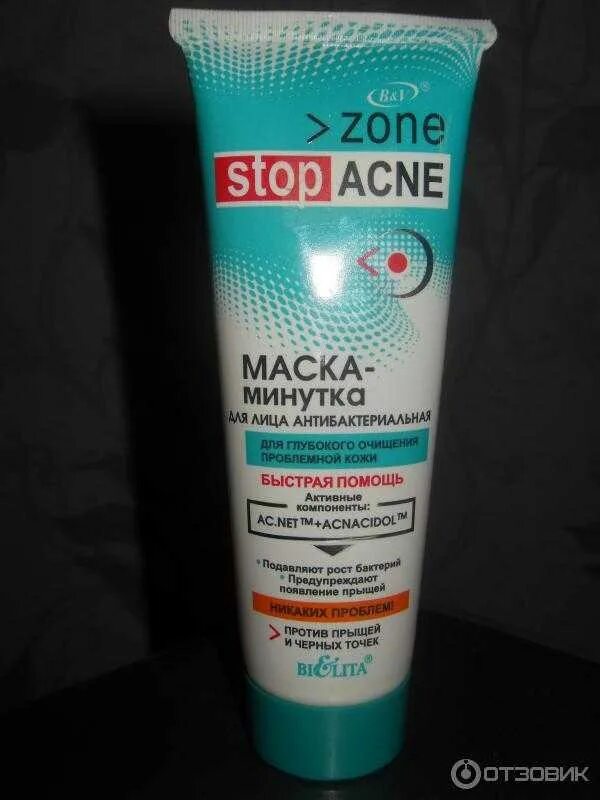 B&V®
> zone
stop ACNE
МАСКА-
минутка
ДЛЯ ЛИЦА АНТИБАКТЕРИАЛЬНАЯ
ДЛЯ ГЛУБОКОГО ОЧИЩЕНИЯ
ПРОБЛЕМНОЙ КОЖИ
БЫСТРАЯ ПОМОЩЬ
Активные
компоненты:
AC.NET™+ACNACIDOL™
• Подавляют рост бактерий
• Предупреждают
появление прыщей
НИКАКИХ ПРОБЛЕМ!
> ПРОТИВ ПРЫЩЕЙ
И ЧЕРНЫХ ТОЧЕК
BIELITA®
ОТЗОВИК